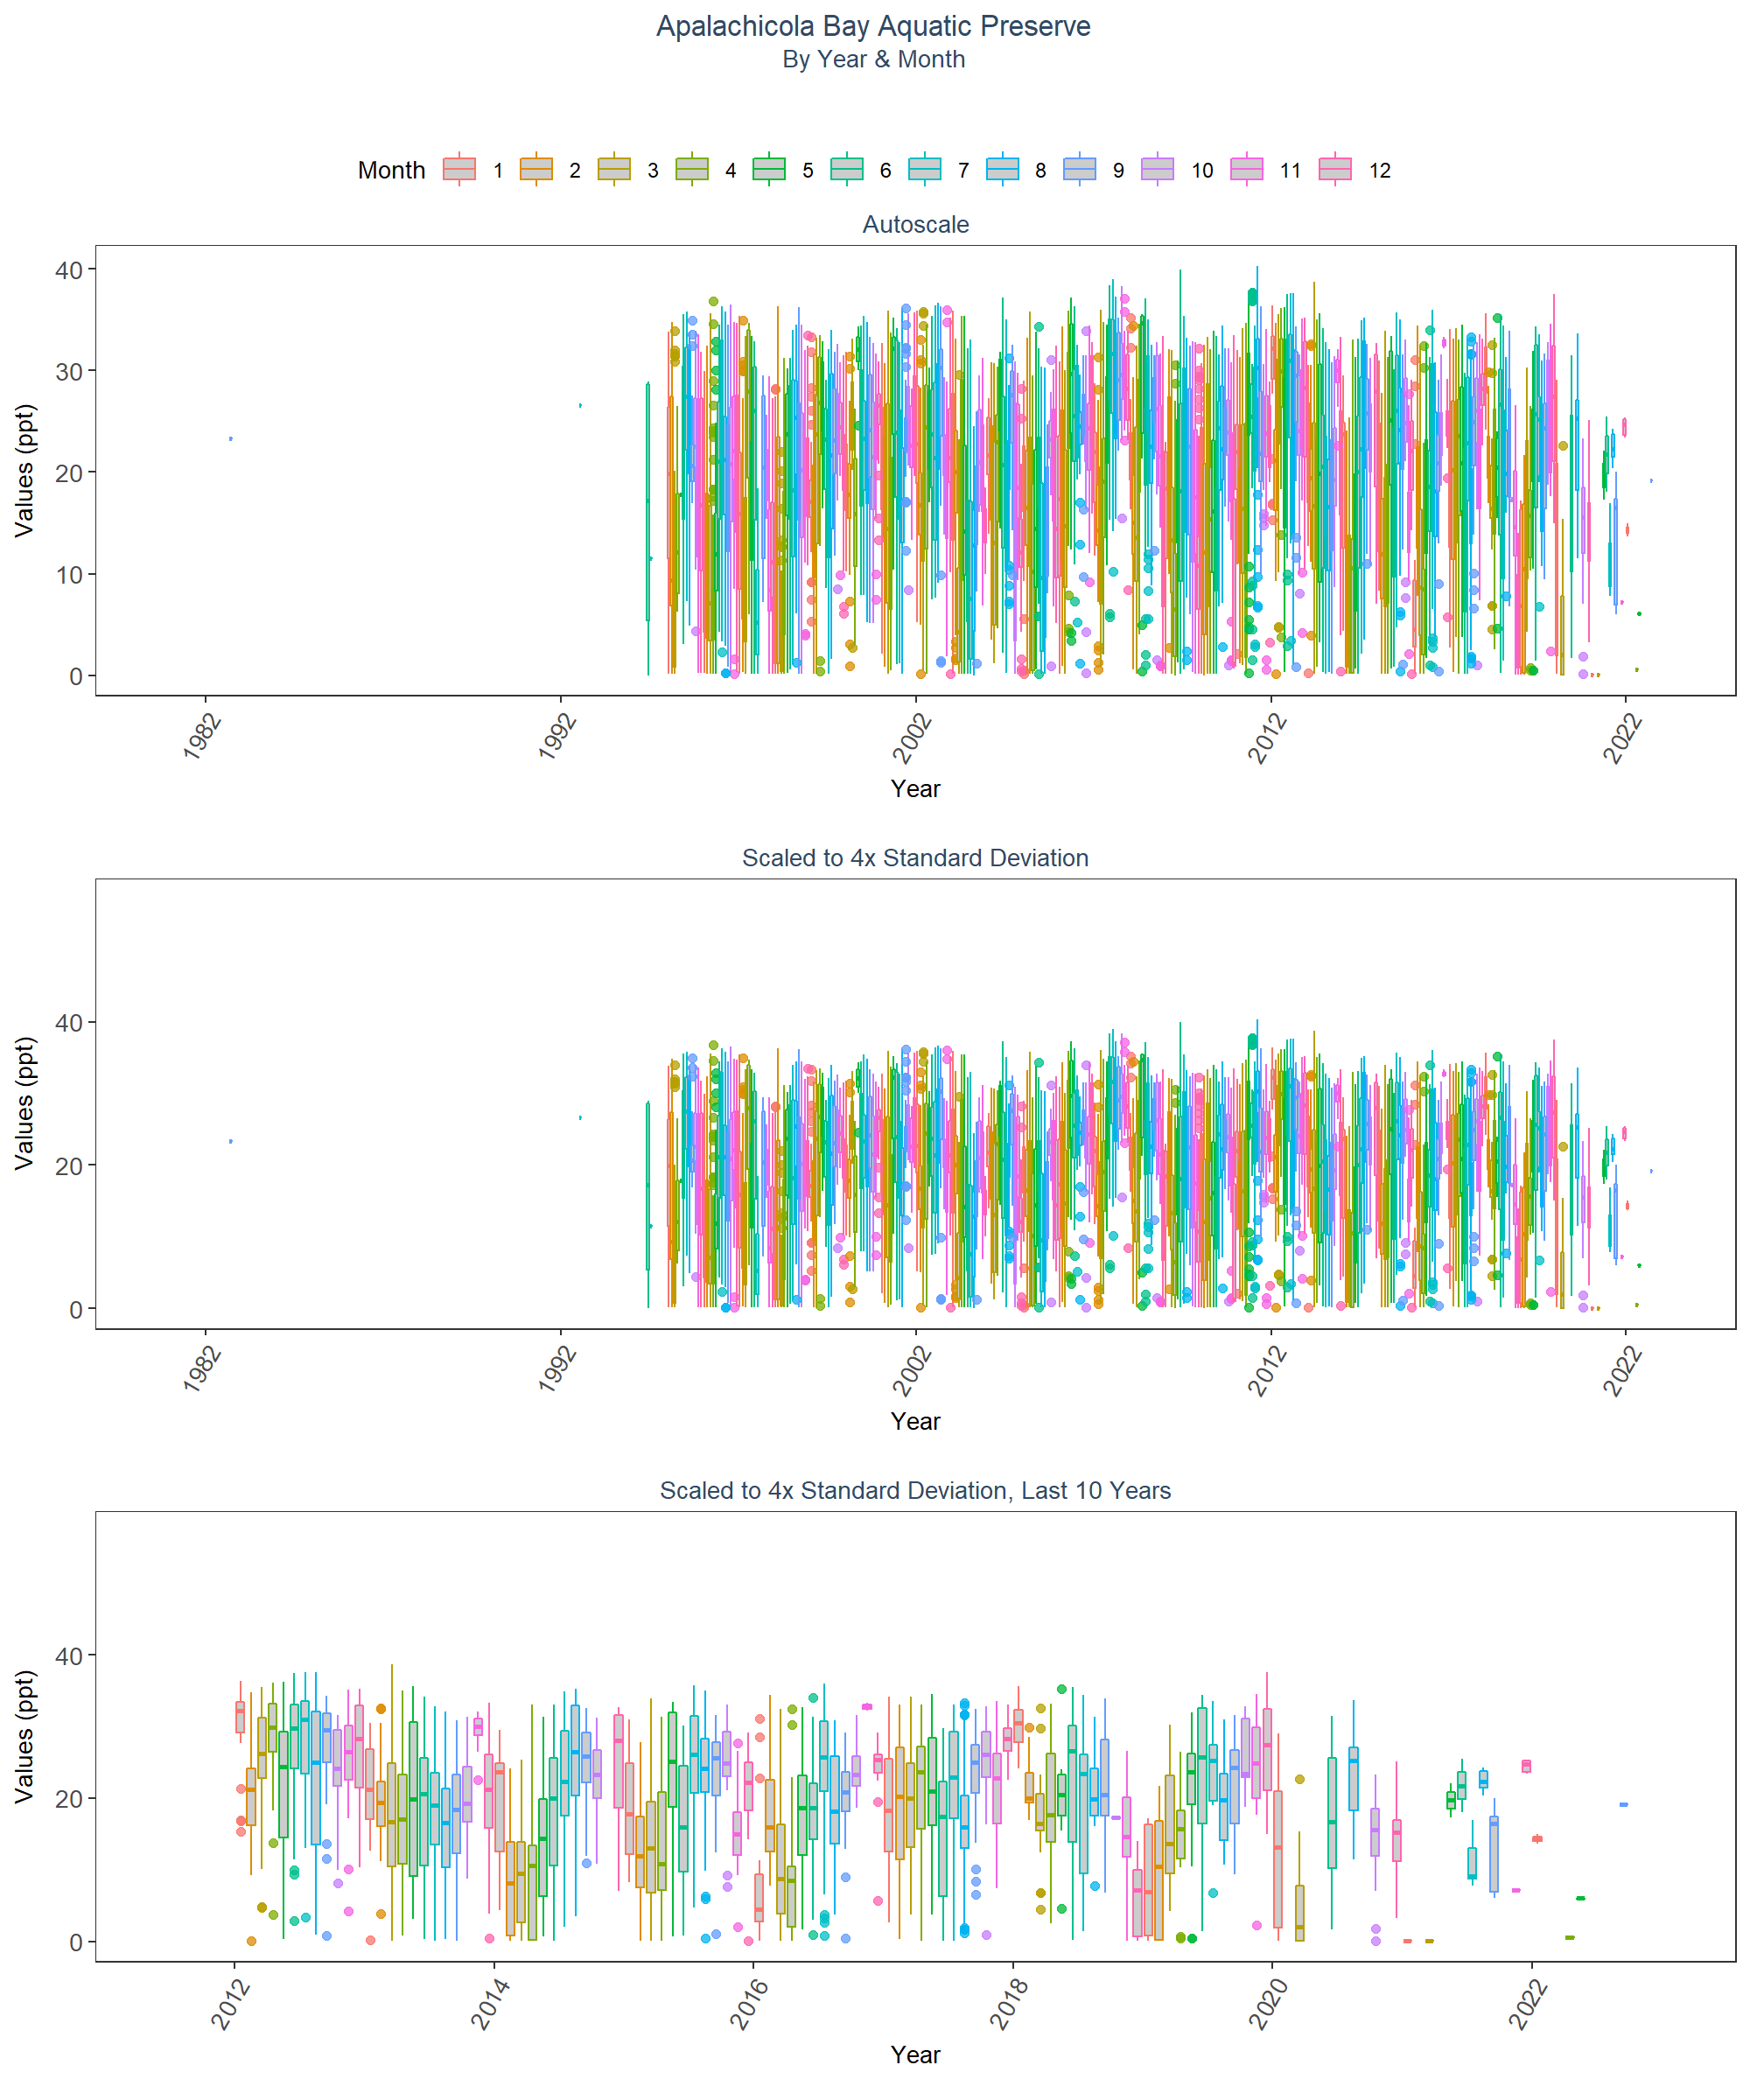 Apalachicola Bay Aquatic Preserve
By Year & Month
Month 1 2 3 4 5 6 7 8 9 10 11 12
Autoscale
Values (ppt)
40
30
20
10
0
1982 1992 2002 2012 2022
Year
Scaled to 4x Standard Deviation
Values (ppt)
40
20
0
1982 1992 2002 2012 2022
Year
Scaled to 4x Standard Deviation, Last 10 Years
Values (ppt)
40
20
0
2012 2014 2016 2018 2020 2022
Year